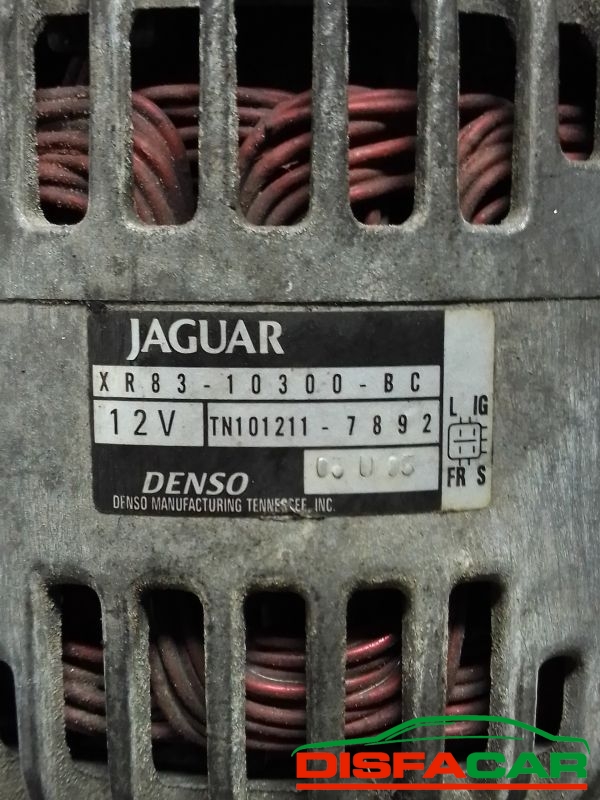 JAGUAR
XR83-10300-BC
L IG
12V TN101211-7892
FR S
DENSO
DENSO MANUFACTURING TENNESSEE, INC.
DISFACAR